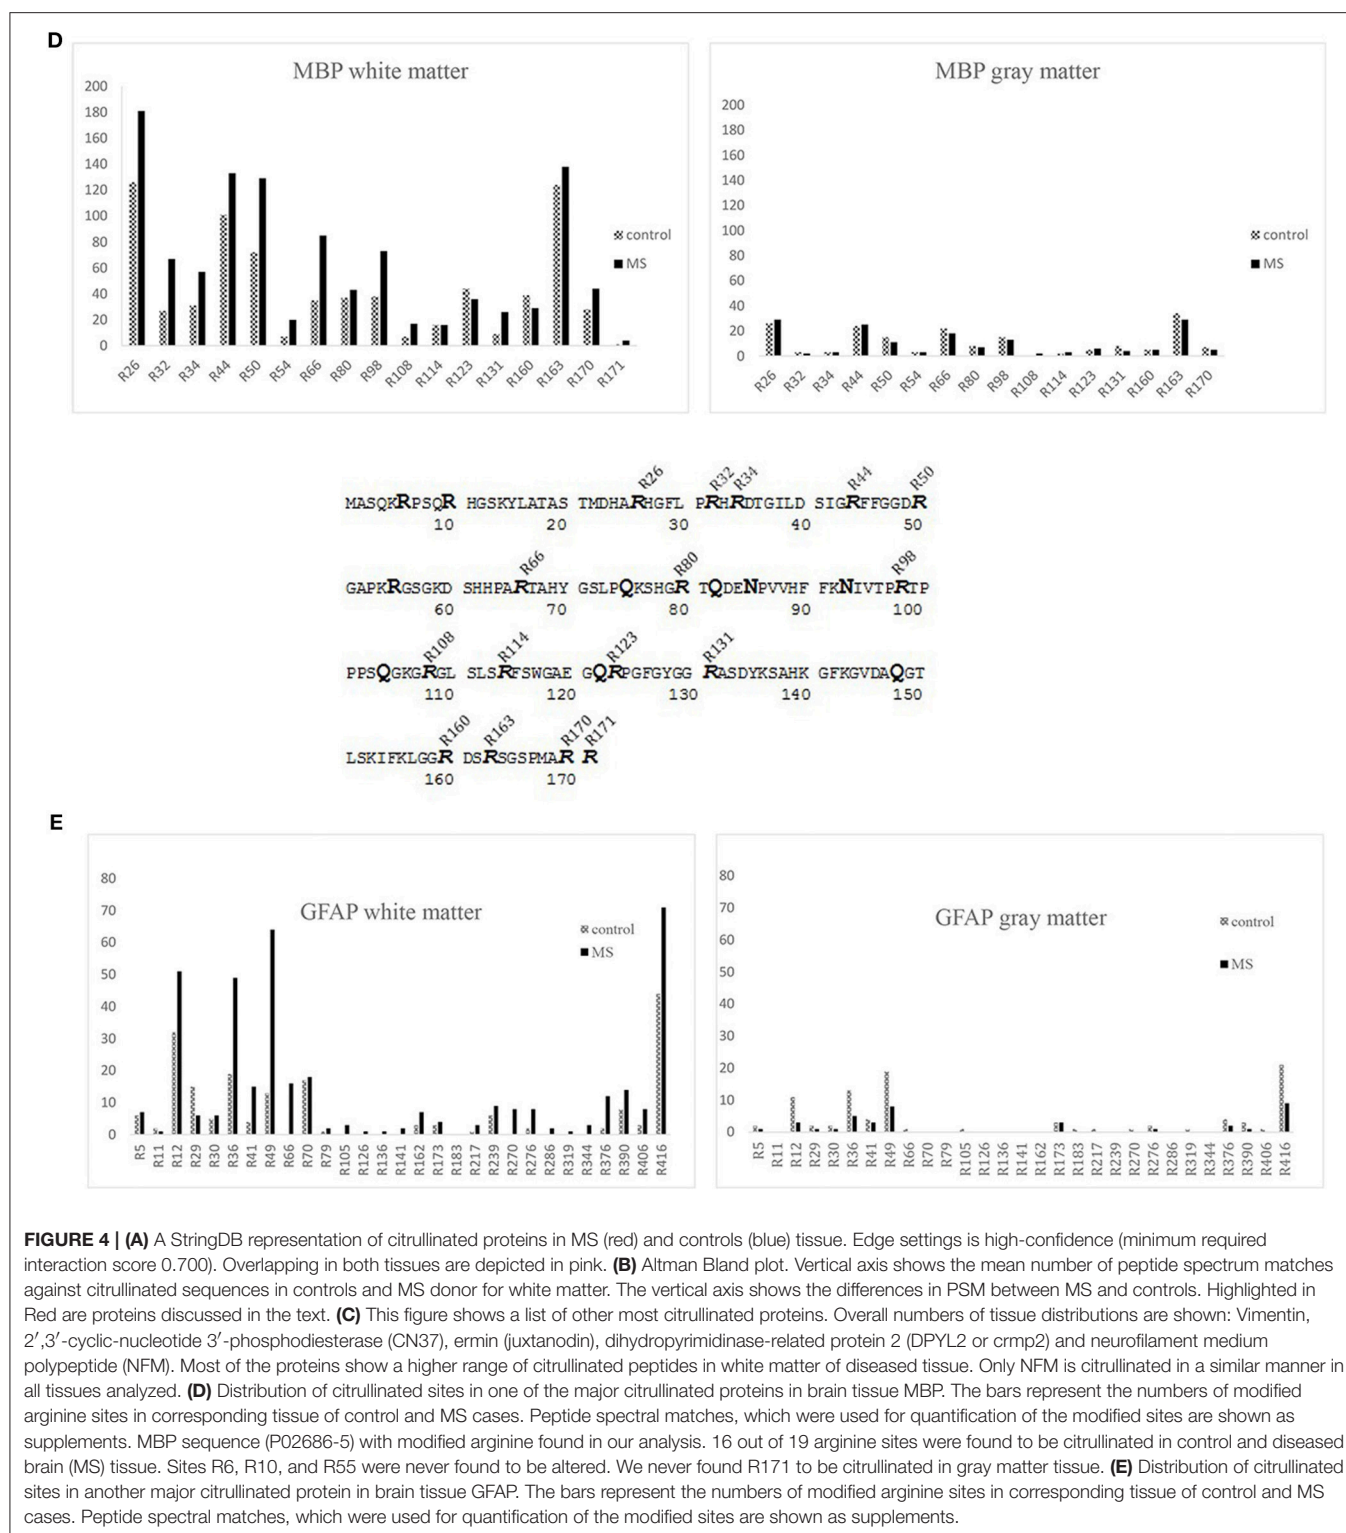 D
MBP white matter
200
180
160
140
120
100
80
60
40
20
0
control
MS
R26 R32 R34 R44 R50 R54 R66 R80 R98 R108 R114 R123 R131 R160 R163 R170 R171
MBP gray matter
200
180
160
140
120
100
80
60
40
20
0
control
MS
R26 R32 R34 R44 R50 R54 R66 R80 R98 R108 R114 R123 R131 R160 R163 R170
R26 R32 R34 R44 R50
MASQKRPSQR HGSKYLATAS TMDHARHGFL PRHRDTGILD SIGRFFGGDR
10 20 30 40 50
R66 R80 R98
GAPKRGSGKD SHHPARTAHY GSLPQKSHGR TQDENPVVHF FKNIVTPRTP
60 70 80 90 100
R108 R114 R123 R131
PPSQGKGRGL SLSRFSWGAE GQRPGFGYGG RASDYKSAHK GFKGVDAQGT
110 120 130 140 150
R160 R163 R170 R171
LSKIFKLGGR DSRSGSPMAR R
160 170
E
GFAP white matter
80
70
60
50
40
30
20
10
0
control
MS
R5 R11 R12 R29 R30 R36 R41 R49 R66 R70 R79 R105 R126 R136 R141 R162 R173 R183 R217 R239 R270 R276 R286 R319 R344 R376 R390 R406 R416
GFAP gray matter
80
70
60
50
40
30
20
10
0
control
MS
R5 R11 R12 R29 R30 R36 R41 R49 R66 R70 R79 R105 R126 R136 R141 R162 R173 R183 R217 R239 R270 R276 R286 R319 R344 R376 R390 R406 R416
FIGURE 4 | (A) A StringDB representation of citrullinated proteins in MS (red) and controls (blue) tissue. Edge settings is high-confidence (minimum required
interaction score 0.700). Overlapping in both tissues are depicted in pink. (B) Altman Bland plot. Vertical axis shows the mean number of peptide spectrum matches
against citrullinated sequences in controls and MS donor for white matter. The vertical axis shows the differences in PSM between MS and controls. Highlighted in
Red are proteins discussed in the text. (C) This figure shows a list of other most citrullinated proteins. Overall numbers of tissue distributions are shown: Vimentin,
2′,3′-cyclic-nucleotide 3′-phosphodiesterase (CN37), ermin (juxtanodin), dihydropyrimidinase-related protein 2 (DPYL2 or crmp2) and neurofilament medium
polypeptide (NFM). Most of the proteins show a higher range of citrullinated peptides in white matter of diseased tissue. Only NFM is citrullinated in a similar manner in
all tissues analyzed. (D) Distribution of citrullinated sites in one of the major citrullinated proteins in brain tissue MBP. The bars represent the numbers of modified
arginine sites in corresponding tissue of control and MS cases. Peptide spectral matches, which were used for quantification of the modified sites are shown as
supplements. MBP sequence (P02686-5) with modified arginine found in our analysis. 16 out of 19 arginine sites were found to be citrullinated in control and diseased
brain (MS) tissue. Sites R6, R10, and R55 were never found to be altered. We never found R171 to be citrullinated in gray matter tissue. (E) Distribution of citrullinated
sites in another major citrullinated protein in brain tissue GFAP. The bars represent the numbers of modified arginine sites in corresponding tissue of control and MS
cases. Peptide spectral matches, which were used for quantification of the modified sites are shown as supplements.